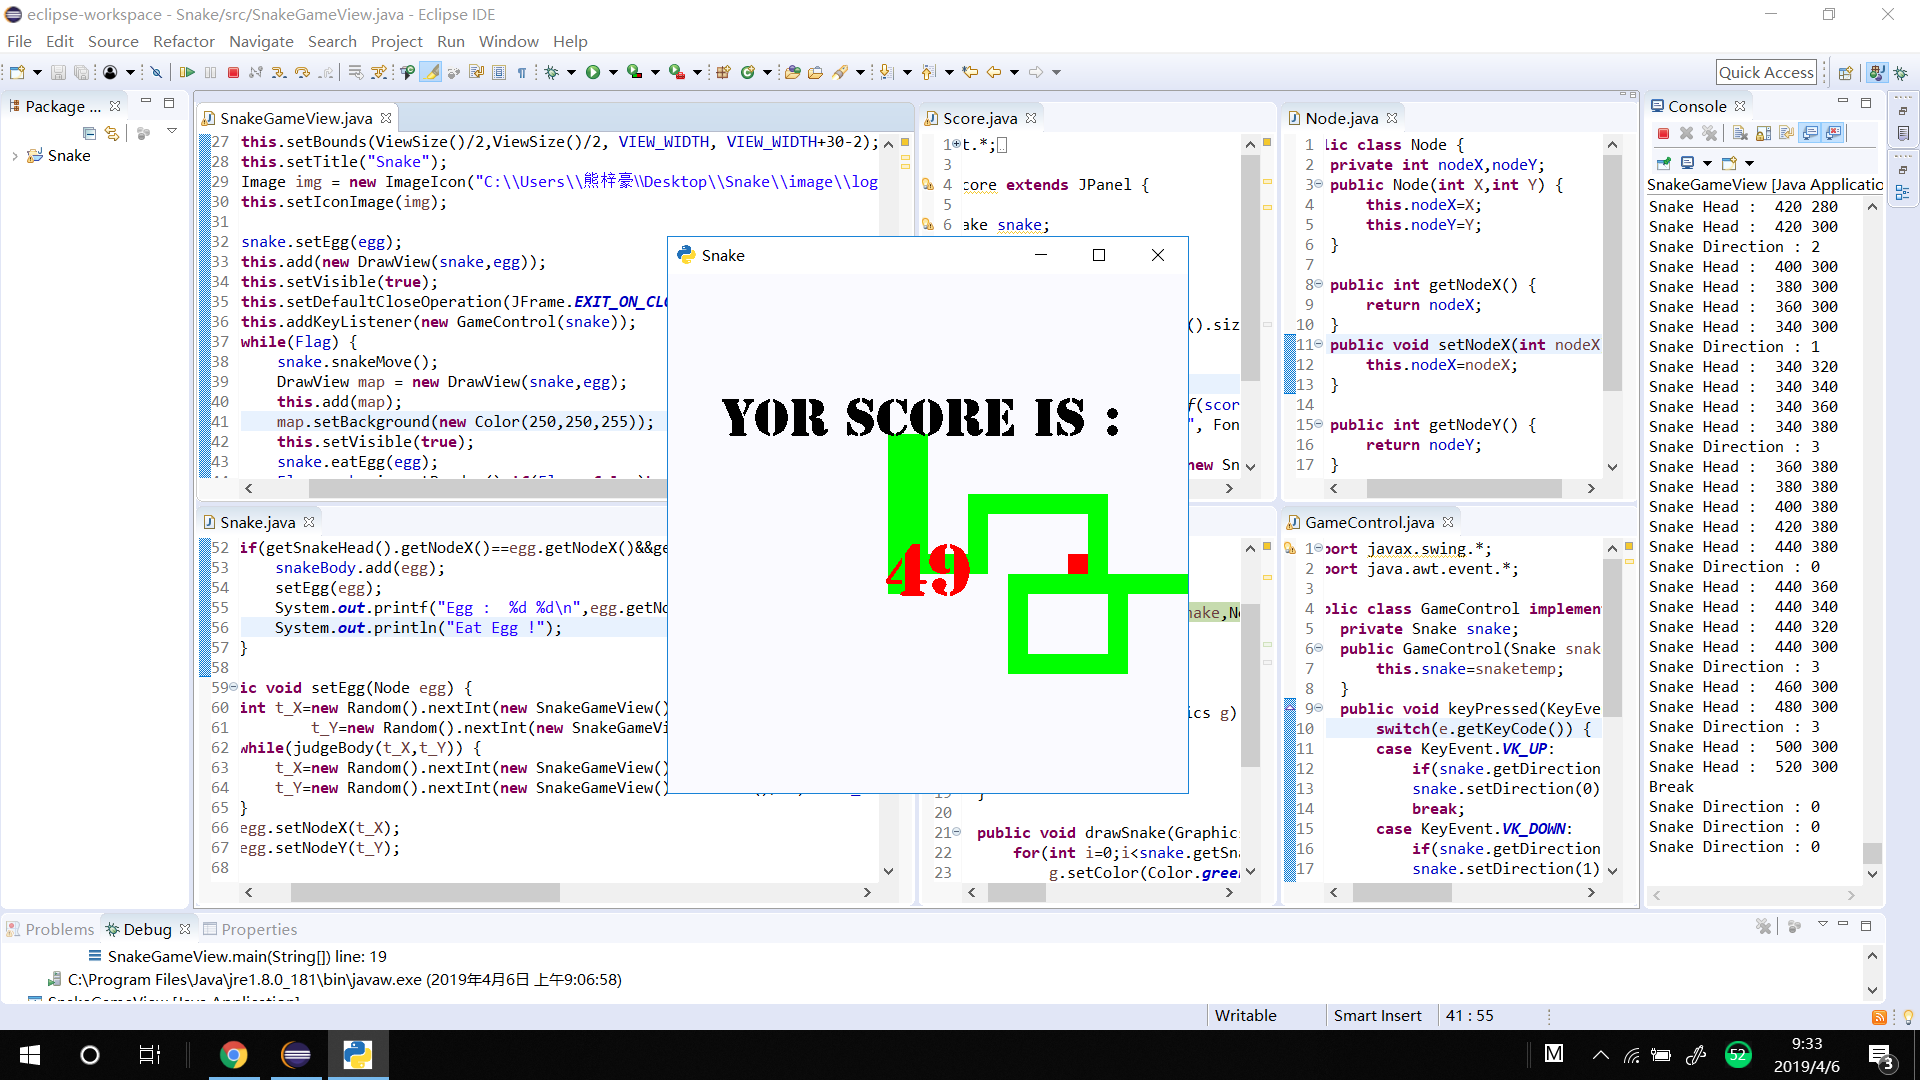 eclipse-workspace - Snake/src/SnakeGameView.java - Eclipse IDE
File Edit Source Refactor Navigate Search Project Run Window Help
Quick Access
Package ...
Snake
SnakeGameView.java
27 this.setBounds(ViewSize()/2,ViewSize()/2, VIEW_WIDTH, VIEW_WIDTH+30-2);
28 this.setTitle("Snake");
29 Image img = new ImageIcon("C:\\Users\\熊梓豪\\Desktop\\Snake\\image\\log
30 this.setIconImage(img);
31
32 snake.setEgg(egg);
33 this.add(new DrawView(snake,egg));
34 this.setVisible(true);
35 this.setDefaultCloseOperation(JFrame.EXIT_ON_CLO
36 this.addKeyListener(new GameControl(snake));
37 while(Flag) {
38 snake.snakeMove();
39 DrawView map = new DrawView(snake,egg);
40 this.add(map);
41 map.setBackground(new Color(250,250,255));
42 this.setVisible(true);
43 snake.eatEgg(egg);
Score.java
1 t.*;
3
4 core extends JPanel {
5
6 ake snake;
().siz
f(scor
", Fon
new Sn
Node.java
1 lic class Node {
2 private int nodeX,nodeY;
3 public Node(int X,int Y) {
4 this.nodeX=X;
5 this.nodeY=Y;
6 }
7
8 public int getNodeX() {
9 return nodeX;
10 }
11 public void setNodeX(int nodeX
12 this.nodeX=nodeX;
13 }
14
15 public int getNodeY() {
16 return nodeY;
17 }
Snake
YOR SCORE IS :
49
Snake.java
52 if(getSnakeHead().getNodeX()==egg.getNodeX()&&ge
53 snakeBody.add(egg);
54 setEgg(egg);
55 System.out.printf("Egg :  %d %d\n",egg.getNo
56 System.out.println("Eat Egg !");
57 }
58
59 ic void setEgg(Node egg) {
60 int t_X=new Random().nextInt(new SnakeGameView()
61 t_Y=new Random().nextInt(new SnakeGameVi
62 while(judgeBody(t_X,t_Y)) {
63 t_X=new Random().nextInt(new SnakeGameView()
64 t_Y=new Random().nextInt(new SnakeGameView()
65 }
66 egg.setNodeX(t_X);
67 egg.setNodeY(t_Y);
68
nake,No
ics g)
19 }
20
21 public void drawSnake(Graphics
22 for(int i=0;i<snake.getSna
23 g.setColor(Color.gree
GameControl.java
1 port javax.swing.*;
2 port java.awt.event.*;
3
4 blic class GameControl implemen
5 private Snake snake;
6 public GameControl(Snake snak
7 this.snake=snaketemp;
8 }
9 public void keyPressed(KeyEve
10 switch(e.getKeyCode()) {
11 case KeyEvent.VK_UP:
12 if(snake.getDirection
13 snake.setDirection(0)
14 break;
15 case KeyEvent.VK_DOWN:
16 if(snake.getDirection
17 snake.setDirection(1)
Console
SnakeGameView [Java Applicatio
Snake Head :  420 280
Snake Head :  420 300
Snake Direction : 2
Snake Head :  400 300
Snake Head :  380 300
Snake Head :  360 300
Snake Head :  340 300
Snake Direction : 1
Snake Head :  340 320
Snake Head :  340 340
Snake Head :  340 360
Snake Head :  340 380
Snake Direction : 3
Snake Head :  360 380
Snake Head :  380 380
Snake Head :  400 380
Snake Head :  420 380
Snake Head :  440 380
Snake Direction : 0
Snake Head :  440 360
Snake Head :  440 340
Snake Head :  440 320
Snake Head :  440 300
Snake Direction : 3
Snake Head :  460 300
Snake Head :  480 300
Snake Direction : 3
Snake Head :  500 300
Snake Head :  520 300
Break
Snake Direction : 0
Snake Direction : 0
Snake Direction : 0
Problems Debug Properties
SnakeGameView.main(String[]) line: 19
C:\Program Files\Java\jre1.8.0_181\bin\javaw.exe (2019年4月6日 上午9:06:58)
SnakeGameView [Java Application]
Writable Smart Insert 41 : 55
M
52
9:33
2019/4/6
3